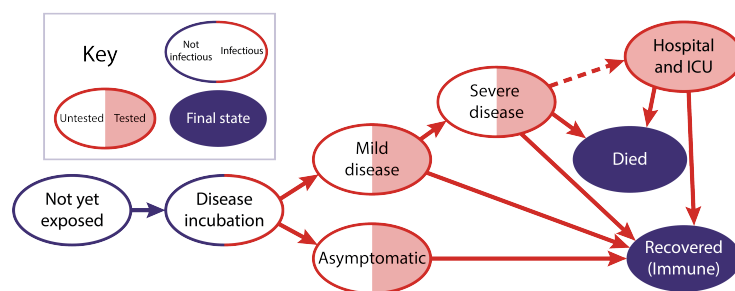 Key
Not
infectious
Infectious
Untested
Tested
Final state
Not yet
exposed
Disease
incubation
Mild
disease
Asymptomatic
Severe
disease
Hospital
and ICU
Died
Recovered
(Immune)